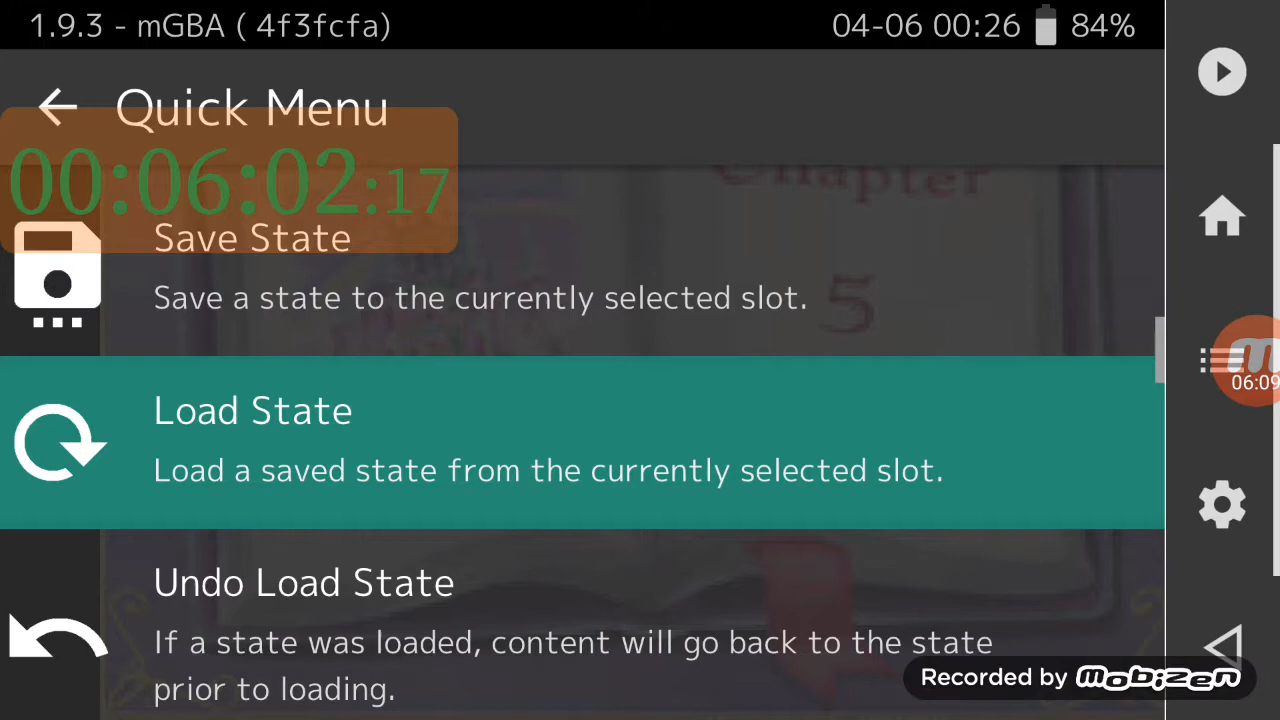 1.9.3 - mGBA ( 4f3fcfa)
04-06 00:26 84%
Quick Menu
00:06:02:17
Chapter
5
Save State
Save a state to the currently selected slot.
Load State
Load a saved state from the currently selected slot.
06:09
Undo Load State
If a state was loaded, content will go back to the state
prior to loading.
Recorded by mobizen